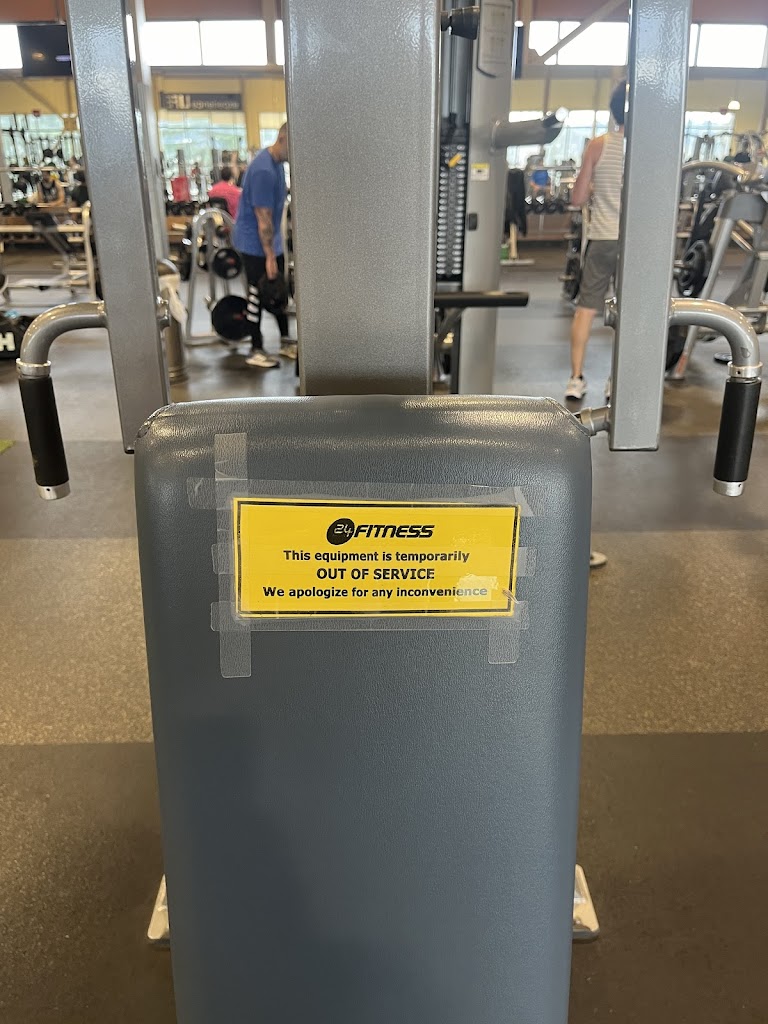 24 FITNESS
This equipment is temporarily
OUT OF SERVICE
We apologize for any inconvenience